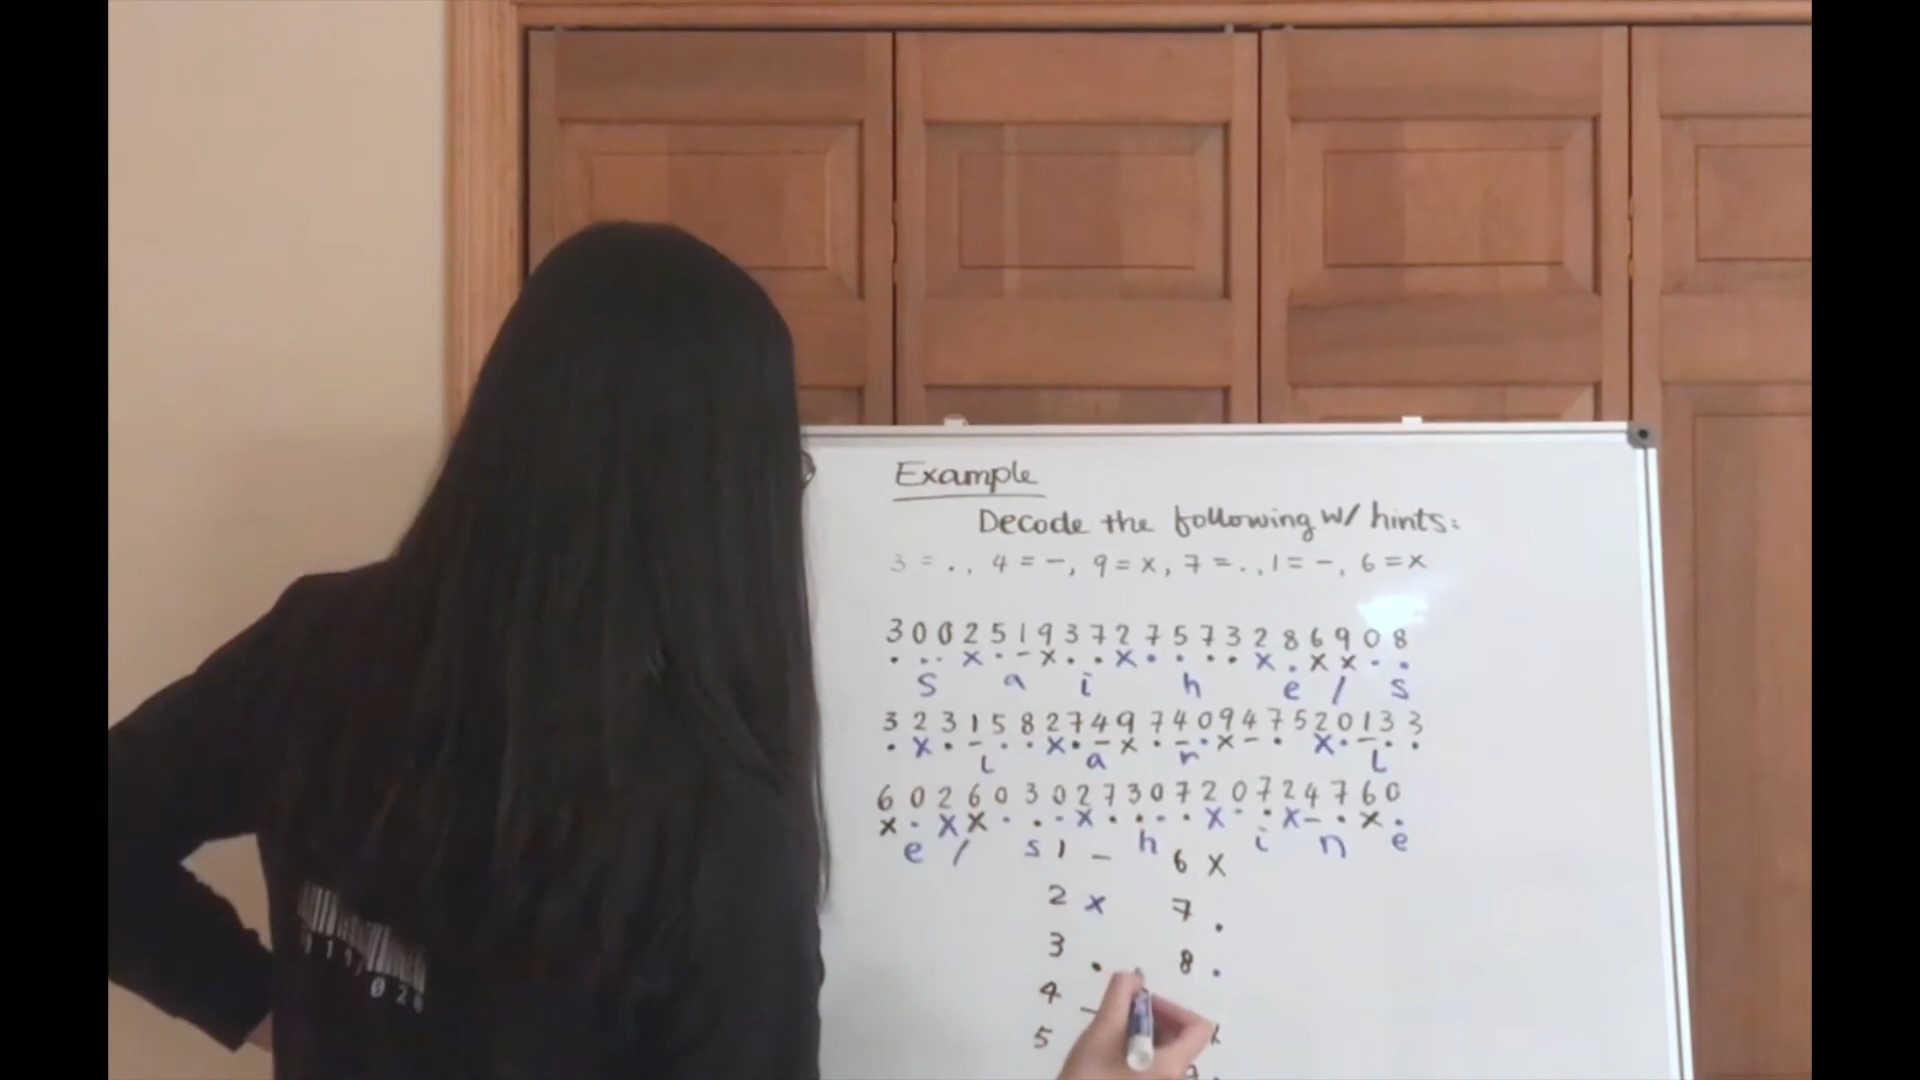 Example
Decode the following w/ hints:
3 = . , 4 = -, 9 = x, 7 = . , 1 = -, 6 = x
3 0 0 2 5 1 9 3 7 2 7 5 7 3 2 8 6 9 0 8
. . . x . - x . . x . . . . x . x x . .
s a i h e / s
3 2 3 1 5 8 2 7 4 9 7 4 0 9 4 7 5 2 0 1 3 3
. x . - . . x . - x . - . x - . x . - . .
l a r l
6 0 2 6 0 3 0 2 7 3 0 7 2 0 7 2 4 7 6 0
x . x x . . . x . . . . x . . x - . x .
e / s h i n e
1 - 6 x
2 x 7 .
3 . 8 .
4 -
5